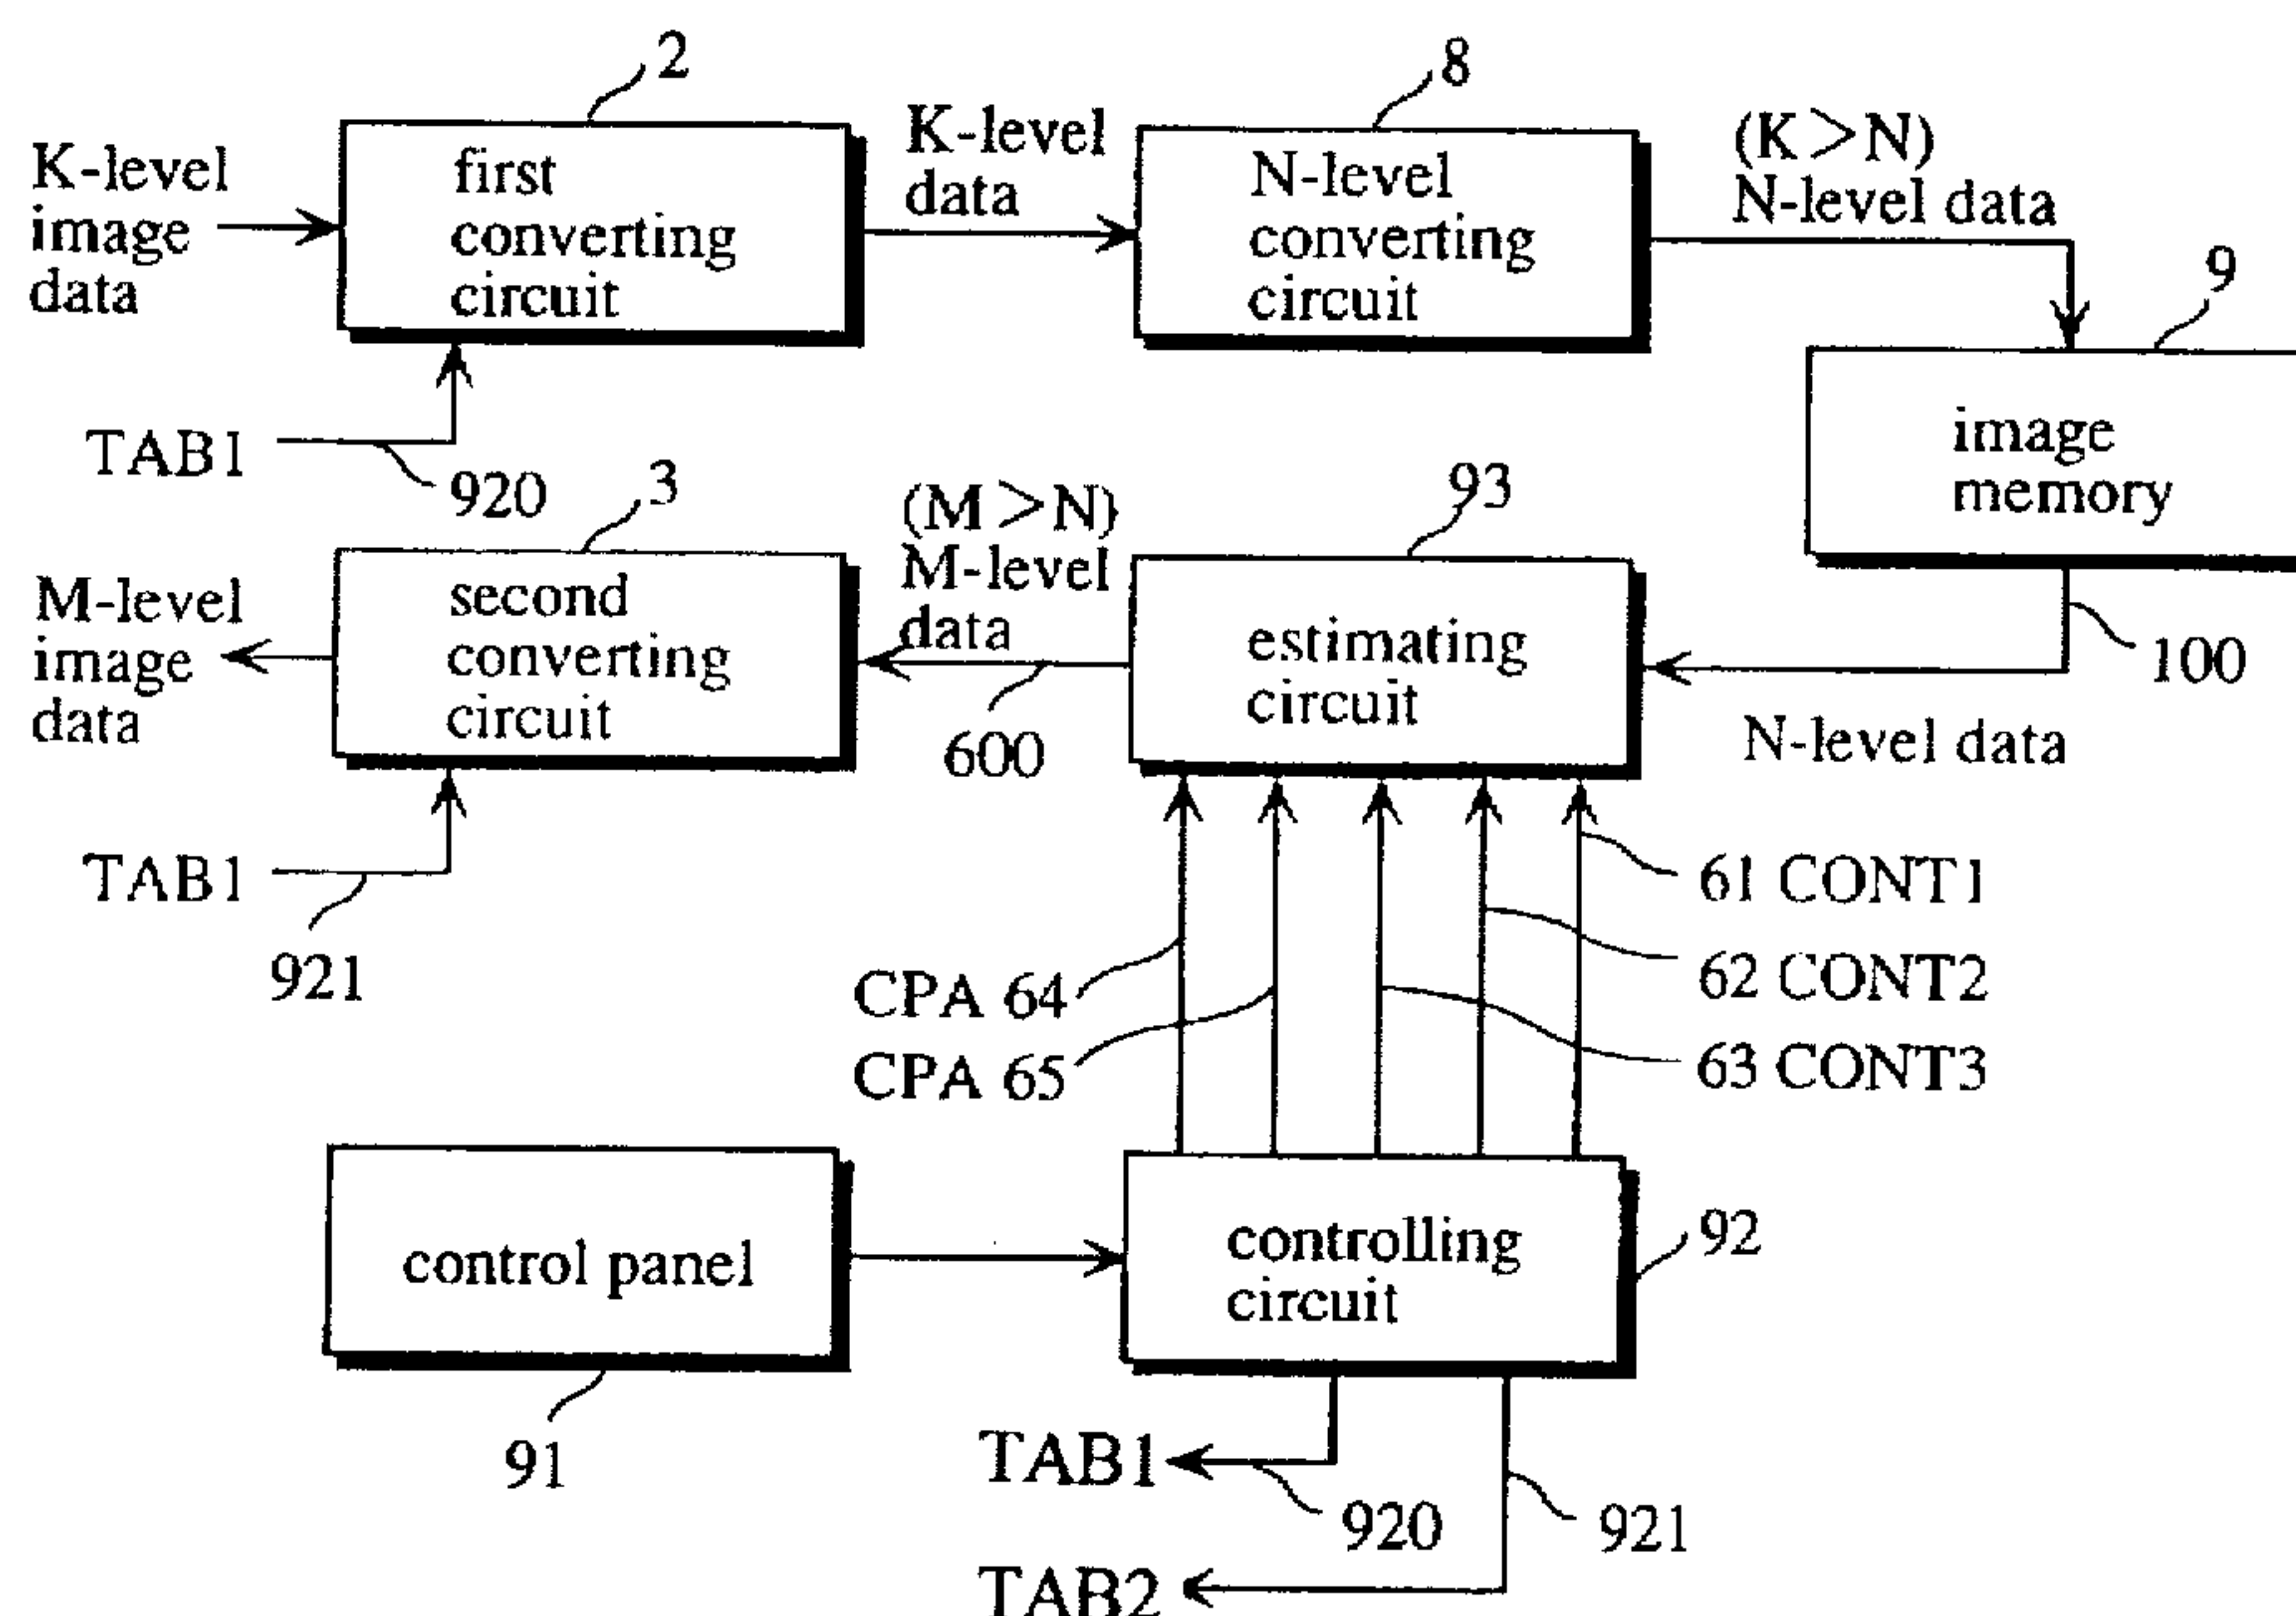 2
8
K-level
image
data
first
converting
circuit
K-level
data
N-level
converting
circuit
(K>N)
N-level data
9
image
memory
TAB1
920
3
(M>N)
M-level
data
93
M-level
image
data
second
converting
circuit
estimating
circuit
100
600
N-level data
TAB1
921
61 CONT1
62 CONT2
63 CONT3
CPA 64
CPA 65
control panel
controlling
circuit
92
91
TAB1
920
921
TAB2